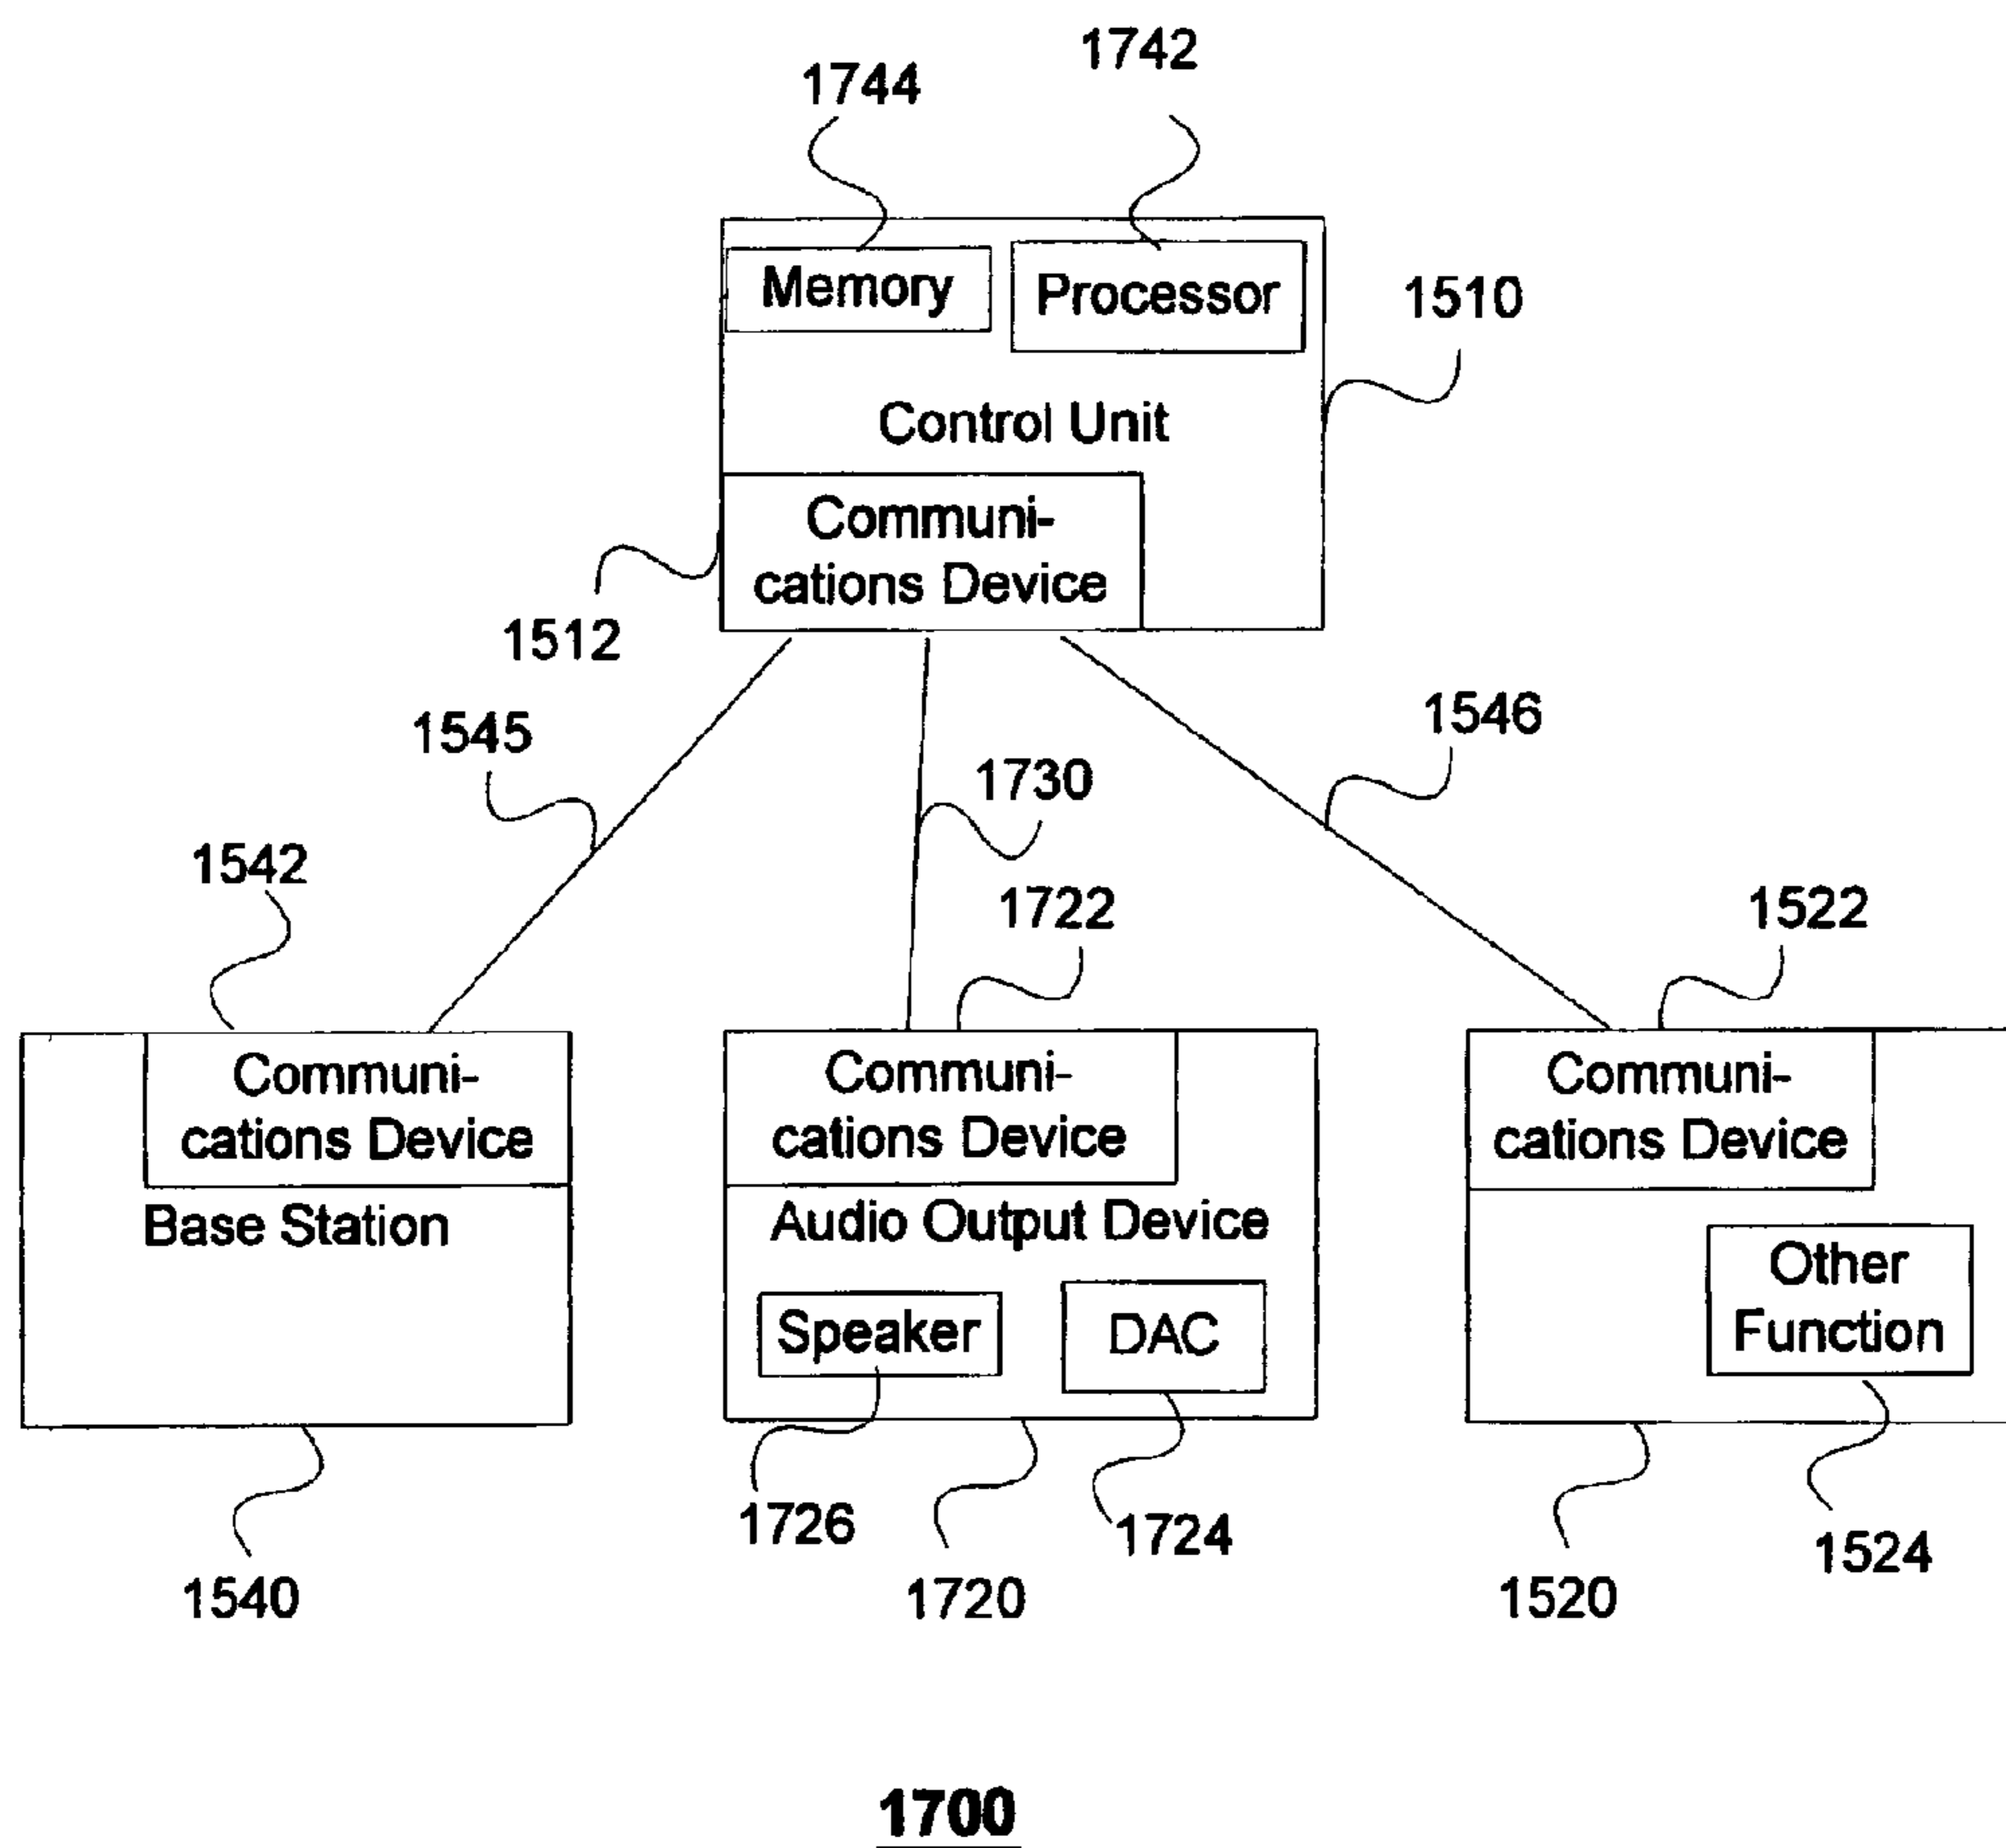 1742
1744
Memory
Processor
1510
Control Unit
Communi-
cations Device
1512
1545
1546
1730
1542
1722
1522
Communi-
cations Device
Base Station
Communi-
cations Device
Audio Output Device
Speaker
DAC
Communi-
cations Device
Other
Function
1726
1724
1524
1540
1720
1520
1700